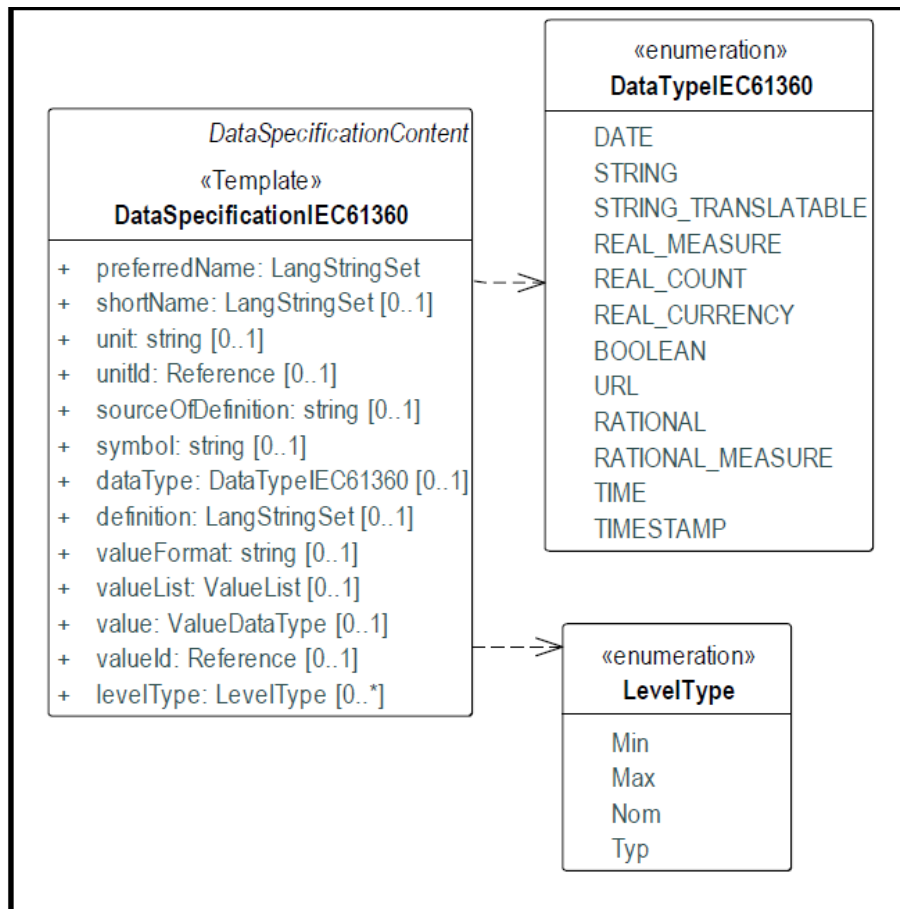 DataSpecificationContent
«Template»
DataSpecificationIEC61360
+ preferredName: LangStringSet
+ shortName: LangStringSet [0..1]
+ unit: string [0..1]
+ unitId: Reference [0..1]
+ sourceOfDefinition: string [0..1]
+ symbol: string [0..1]
+ dataType: DataTypeIEC61360 [0..1]
+ definition: LangStringSet [0..1]
+ valueFormat: string [0..1]
+ valueList: ValueList [0..1]
+ value: ValueDataType [0..1]
+ valueId: Reference [0..1]
+ levelType: LevelType [0..*]
«enumeration»
DataTypeIEC61360
DATE
STRING
STRING_TRANSLATABLE
REAL_MEASURE
REAL_COUNT
REAL_CURRENCY
BOOLEAN
URL
RATIONAL
RATIONAL_MEASURE
TIME
TIMESTAMP
«enumeration»
LevelType
Min
Max
Nom
Typ